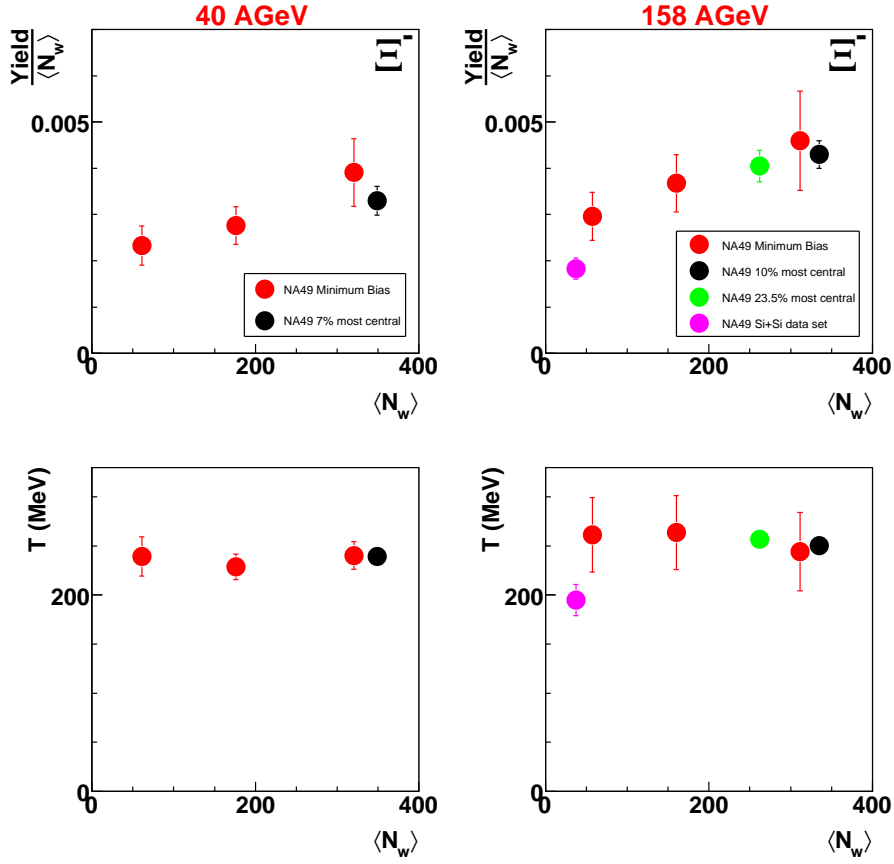 40 AGeV
158 AGeV
Yield
⟨N_w⟩
Ξ⁻
0.005
0
NA49 Minimum Bias
NA49 7% most central
0 200 400
⟨N_w⟩
Yield
⟨N_w⟩
Ξ⁻
0.005
0
NA49 Minimum Bias
NA49 10% most central
NA49 23.5% most central
NA49 Si+Si data set
0 200 400
⟨N_w⟩
T (MeV)
200
0
0 200 400
⟨N_w⟩
T (MeV)
200
0
0 200 400
⟨N_w⟩